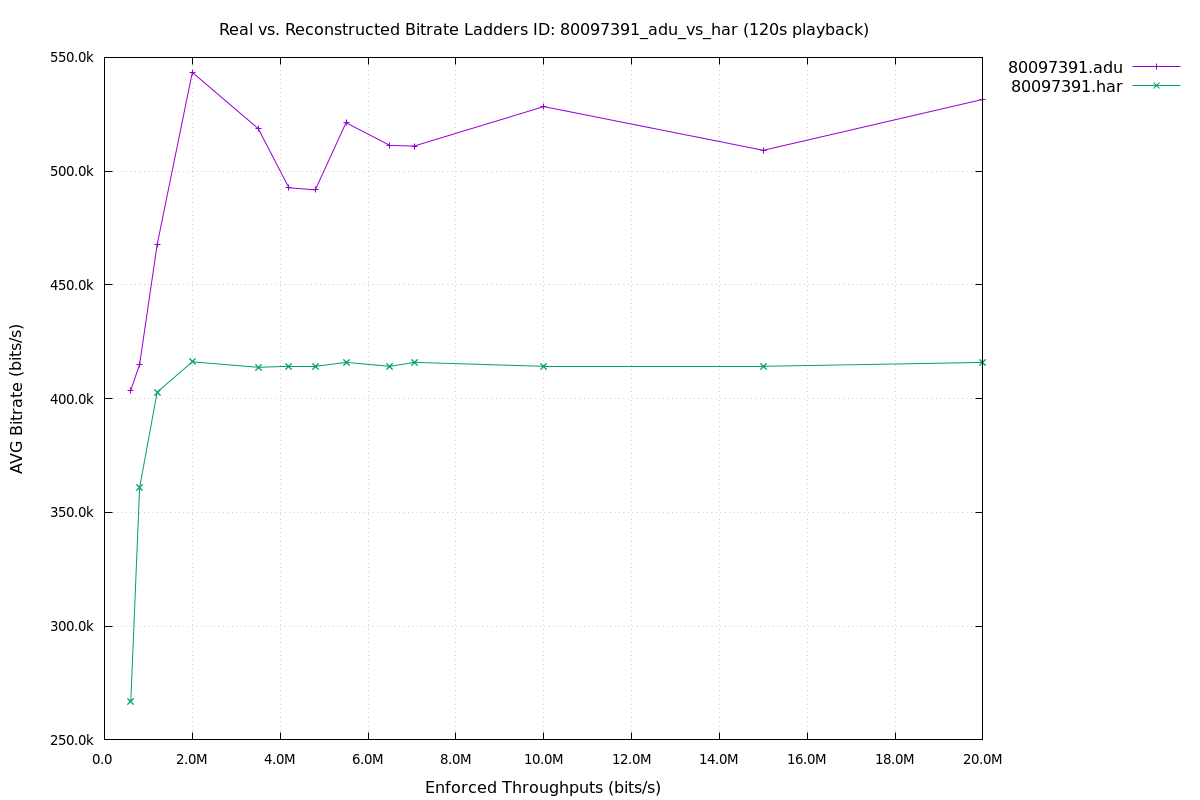 Real vs. Reconstructed Bitrate Ladders ID: 80097391_adu_vs_har (120s playback)
80097391.adu
80097391.har
550.0k
500.0k
450.0k
400.0k
350.0k
300.0k
250.0k
AVG Bitrate (bits/s)
0.0 2.0M 4.0M 6.0M 8.0M 10.0M 12.0M 14.0M 16.0M 18.0M 20.0M
Enforced Throughputs (bits/s)